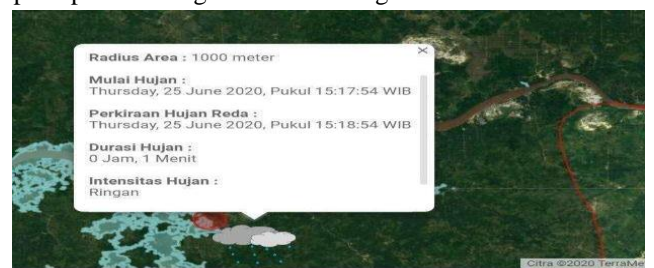 Radius Area : 1000 meter
×
Mulai Hujan :
Thursday, 25 June 2020, Pukul 15:17:54 WIB
Perkiraan Hujan Reda :
Thursday, 25 June 2020, Pukul 15:18:54 WIB
Durasi Hujan :
0 Jam, 1 Menit
Intensitas Hujan :
Ringan
Citra ©2020 TerraMe